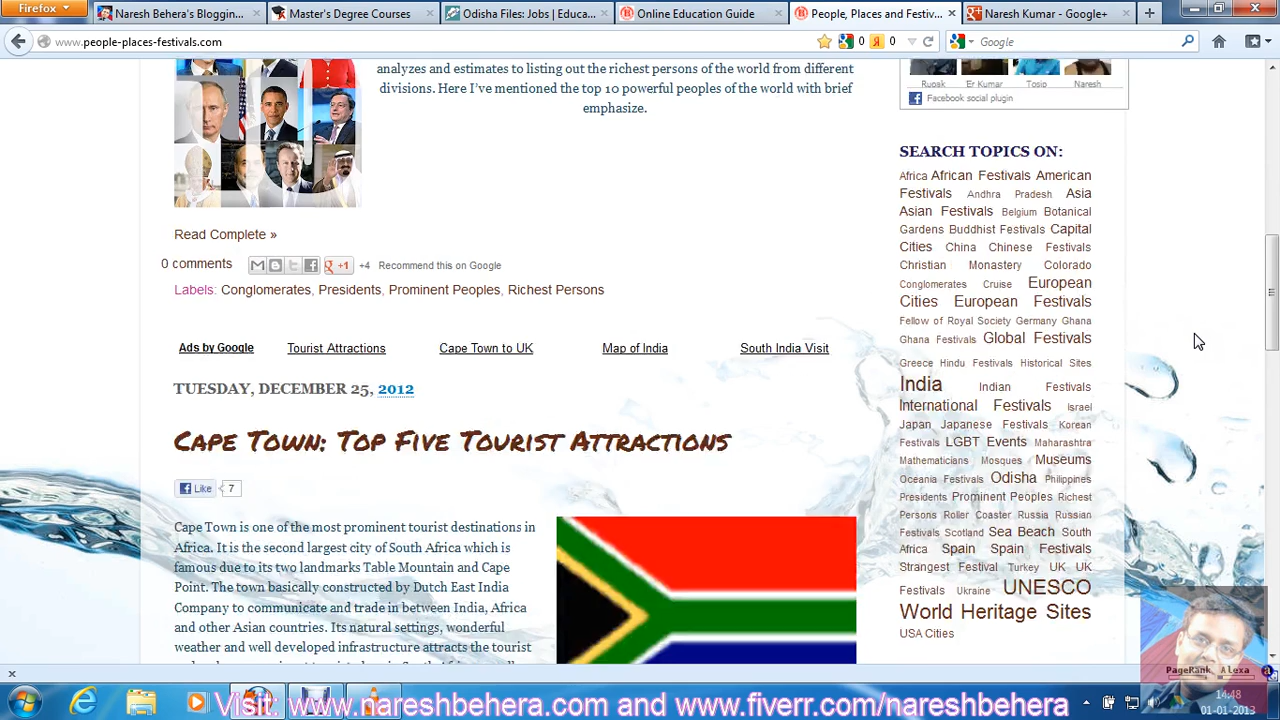 Firefox
Naresh Behera's Bloggin...
Master's Degree Courses
Odisha Files: Jobs | Educa...
Online Education Guide
People, Places and Festiv...
Naresh Kumar - Google+
www.people-places-festivals.com
0
0
Google
analyzes and estimates to listing out the richest persons of the world from different
divisions. Here I've mentioned the top 10 powerful peoples of the world with brief
emphasize.
Read Complete »
0 comments
+1
+4 Recommend this on Google
Labels: Conglomerates, Presidents, Prominent Peoples, Richest Persons
Ads by Google
Tourist Attractions
Cape Town to UK
Map of India
South India Visit
TUESDAY, DECEMBER 25, 2012
Cape Town: Top Five Tourist Attractions
Like 7
Cape Town is one of the most prominent tourist destinations in
Africa. It is the second largest city of South Africa which is
famous due to its two landmarks Table Mountain and Cape
Point. The town basically constructed by Dutch East India
Company to communicate and trade in between India, Africa
and other Asian countries. Its natural settings, wonderful
weather and well developed infrastructure attracts the tourist
Er Kumar Tosip Naresh
Facebook social plugin
SEARCH TOPICS ON:
Africa African Festivals American
Festivals Andhra Pradesh Asia
Asian Festivals Belgium Botanical
Gardens Buddhist Festivals Capital
Cities China Chinese Festivals
Christian Monastery Colorado
Conglomerates Cruise European
Cities European Festivals
Fellow of Royal Society Germany Ghana
Ghana Festivals Global Festivals
Greece Hindu Festivals Historical Sites
India Indian Festivals
International Festivals Israel
Japan Japanese Festivals Korean
Festivals LGBT Events Maharashtra
Mathematicians Mosques Museums
Oceania Festivals Odisha Philippines
Presidents Prominent Peoples Richest
Persons Roller Coaster Russia Russian
Festivals Scotland Sea Beach South
Africa Spain Spain Festivals
Strangest Festival Turkey UK UK
Festivals Ukraine UNESCO
World Heritage Sites
USA Cities
PageRank Alexa
Visit: www.nareshbehera.com and www.fiverr.com/nareshbehera
14:48
01-01-2013